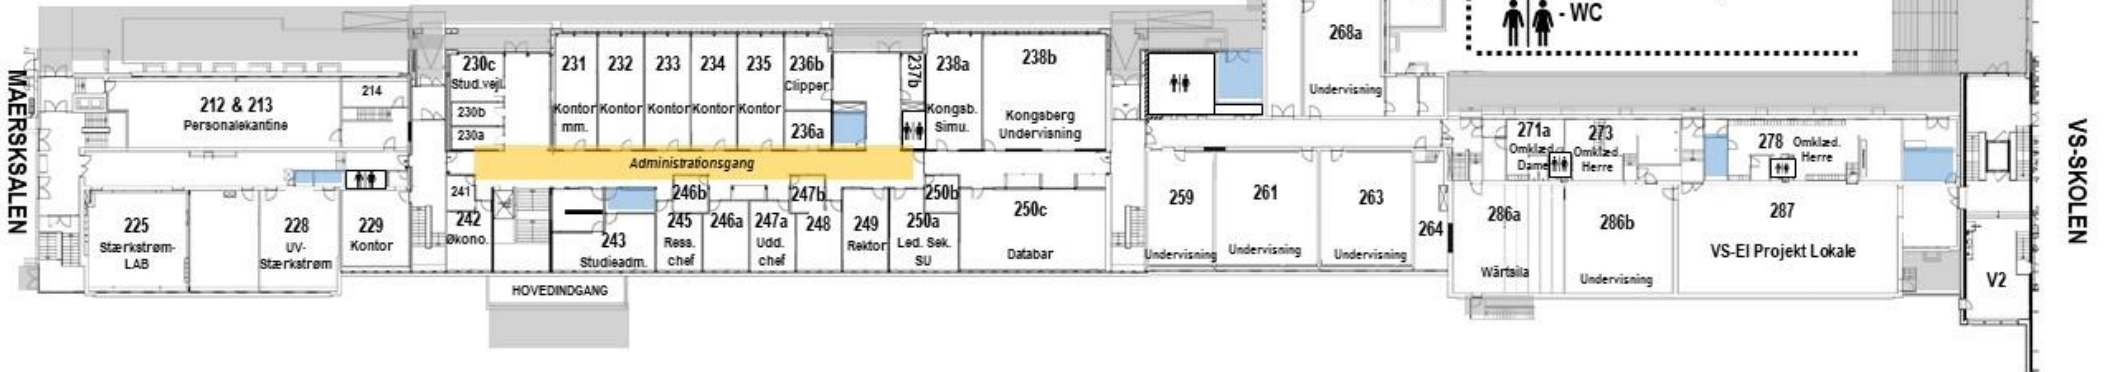 - WC
268a
Undervisning
MAERSKSALEN
212 & 213
Personalekantine
214
230c
Stud.vejl.
230b
230a
231
Kontor
mm.
232
Kontor
233
Kontor
234
Kontor
235
Kontor
236b
Clipper
236a
237b
238a
Kongsb.
Simu.
238b
Kongsberg
Undervisning
Administrationsgang
225
Stærkstrøm-
LAB
228
UV-
Stærkstrøm
229
Kontor
241
242
Økono.
243
Studieadm.
246b
245
Ress.
chef
246a
247a
Udd.
chef
247b
248
249
Rektor
250b
250a
Led. Sek.
SU
250c
Databar
HOVEDINDGANG
259
Undervisning
261
Undervisning
263
Undervisning
264
271a
Omklæd.
Dame
273
Omklæd.
Herre
278 Omklæd.
Herre
286a
Wärtsila
286b
Undervisning
287
VS-EI Projekt Lokale
V2
VS-SKOLEN